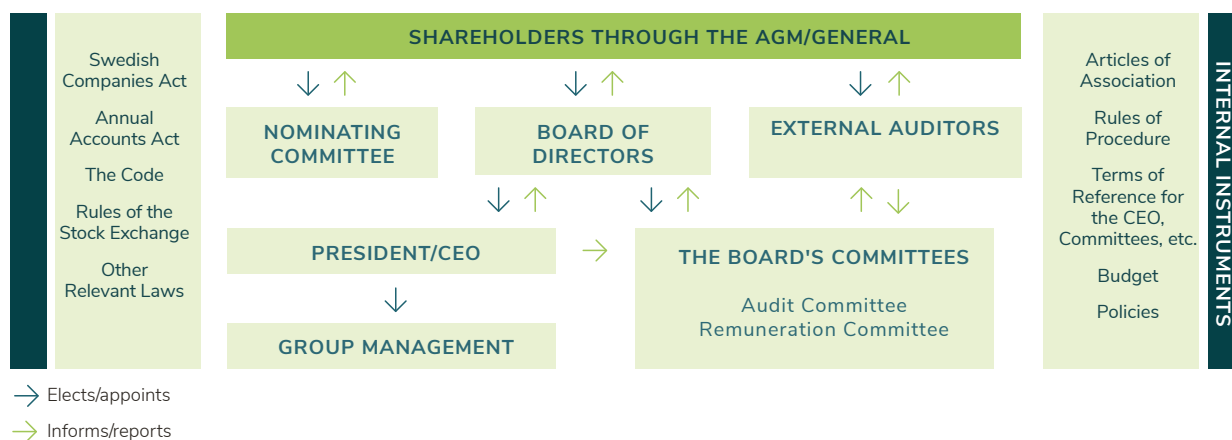 SHAREHOLDERS THROUGH THE AGM/GENERAL
Swedish
Companies Act
Annual
Accounts Act
The Code
Rules of the
Stock Exchange
Other
Relevant Laws
NOMINATING
COMMITTEE
BOARD OF
DIRECTORS
EXTERNAL AUDITORS
PRESIDENT/CEO
THE BOARD'S COMMITTEES
Audit Committee
Remuneration Committee
GROUP MANAGEMENT
Articles of
Association
Rules of
Procedure
Terms of
Reference for
the CEO,
Committees, etc.
Budget
Policies
INTERNAL INSTRUMENTS
Elects/appoints
Informs/reports